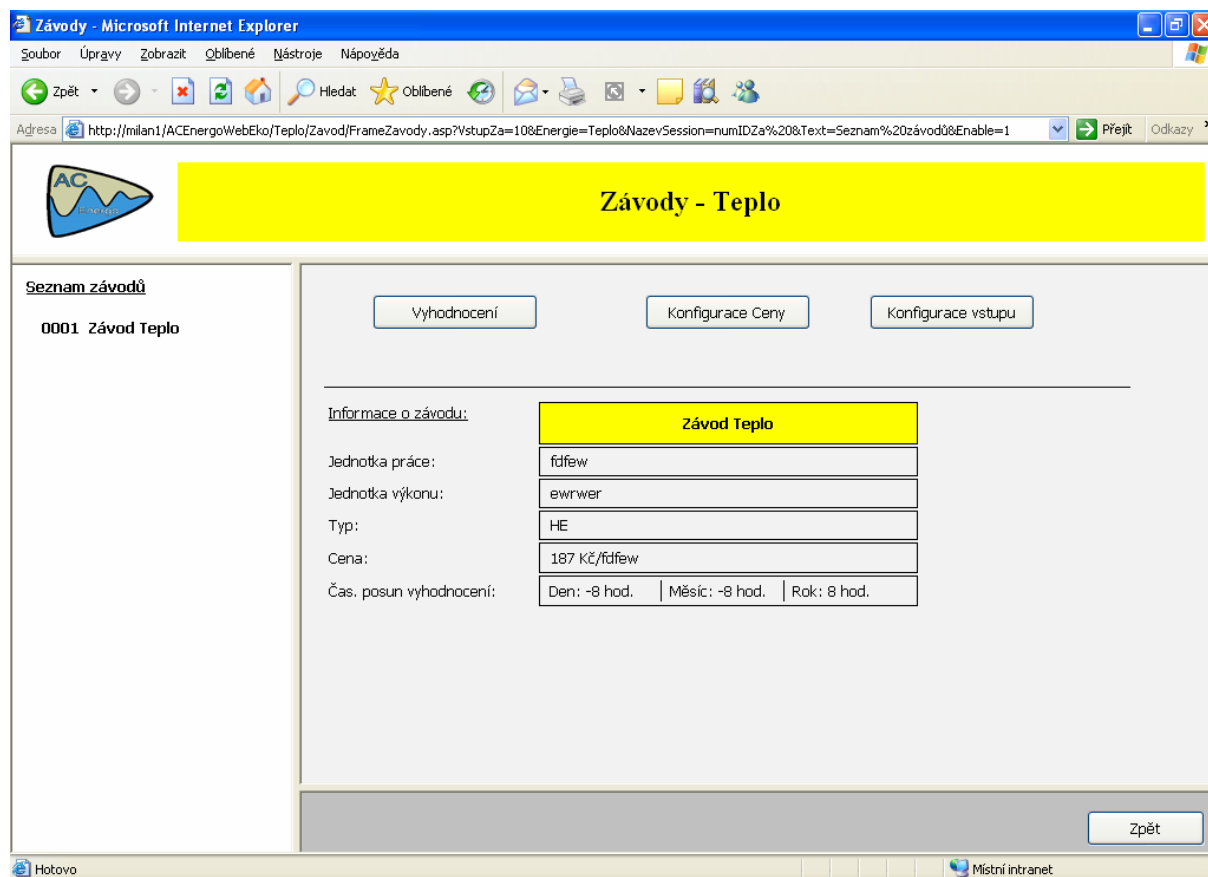 Závody - Microsoft Internet Explorer
Soubor Úpravy Zobrazit Oblíbené Nástroje Nápověda
Zpět Hledat Oblíbené
Adresa http://milan1/ACEnergoWebEko/Teplo/Zavod/FrameZavody.asp?VstupZa=10&Energie=Teplo&NazevSession=numIDZa%20&Text=Seznam%20závodů&Enable=1 Přejít Odkazy »
AC
Energo
Závody - Teplo
Seznam závodů
0001 Závod Teplo
Vyhodnocení Konfigurace Ceny Konfigurace vstupu
Informace o závodu: Závod Teplo
Jednotka práce: fdfew
Jednotka výkonu: ewrwer
Typ: HE
Cena: 187 Kč/fdfew
Čas. posun vyhodnocení: Den: -8 hod. Měsíc: -8 hod. Rok: 8 hod.
Zpět
Hotovo Místní intranet